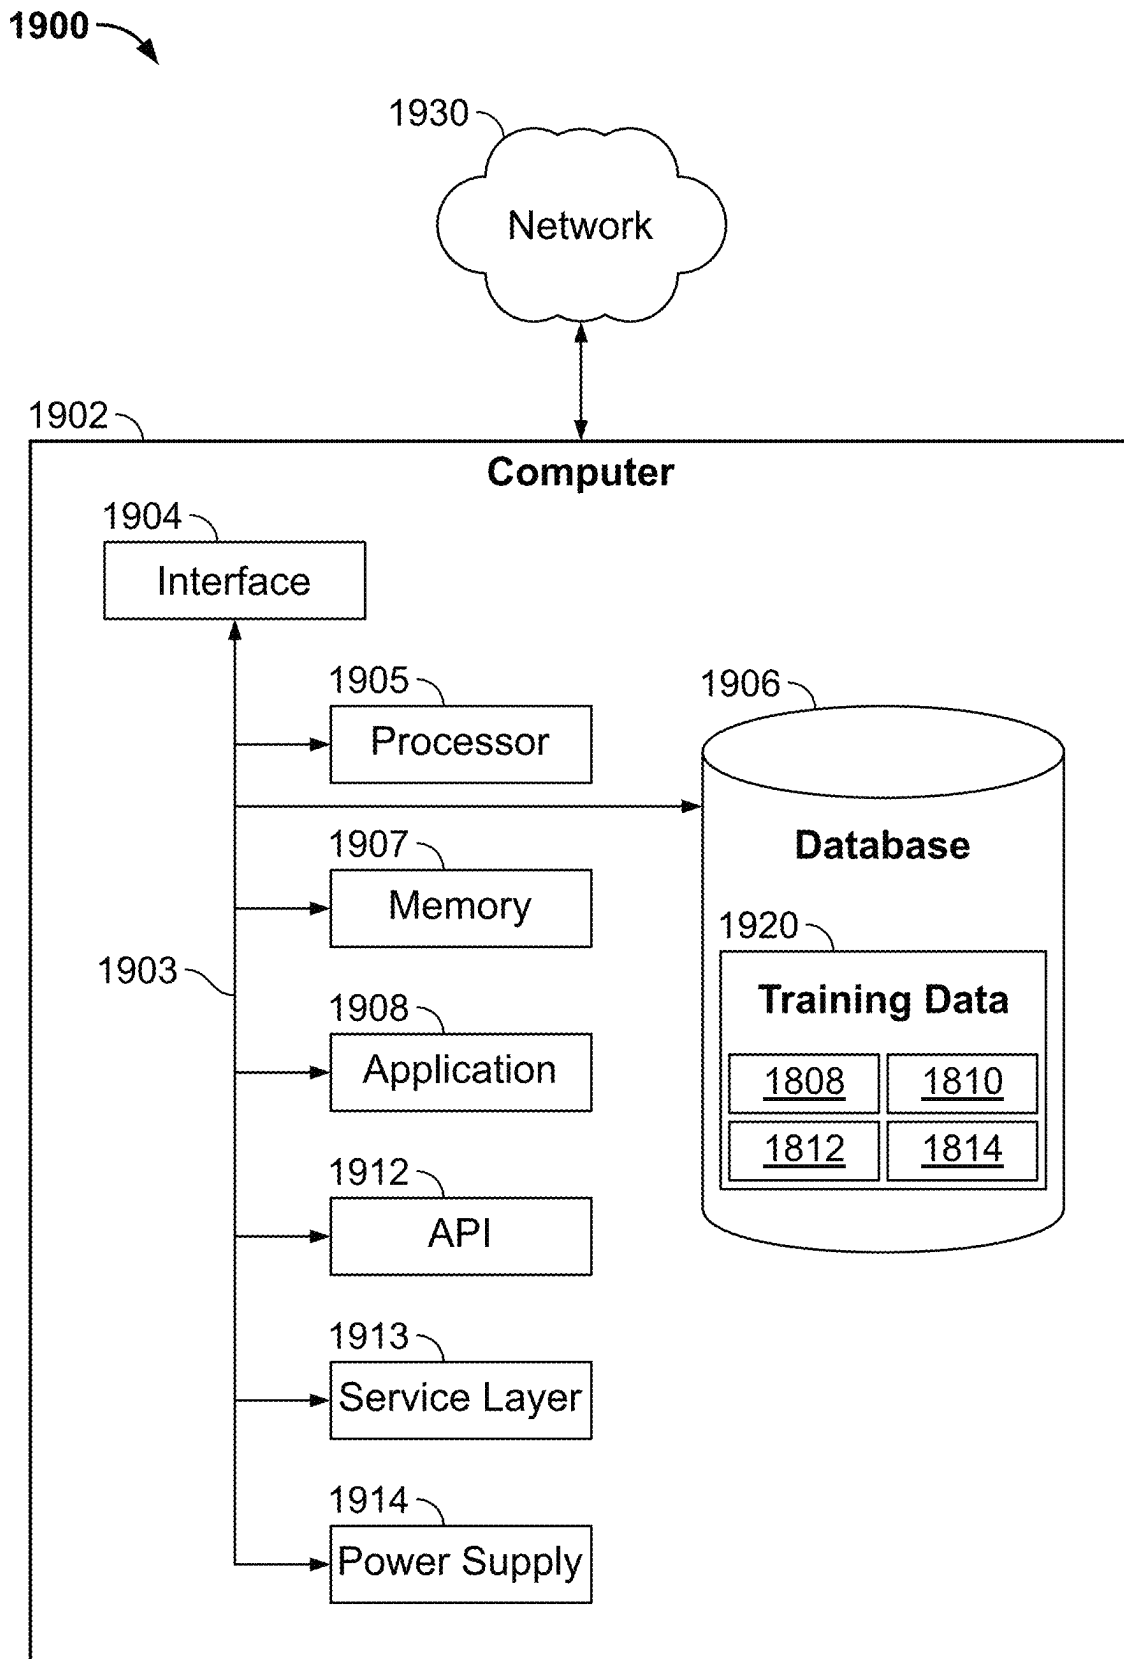 1900
1930
Network
1902
Computer
1904
Interface
1905
Processor
1906
Database
1907
Memory
1920
Training Data
1903
1908
Application
1808 1810
1812 1814
1912
API
1913
Service Layer
1914
Power Supply